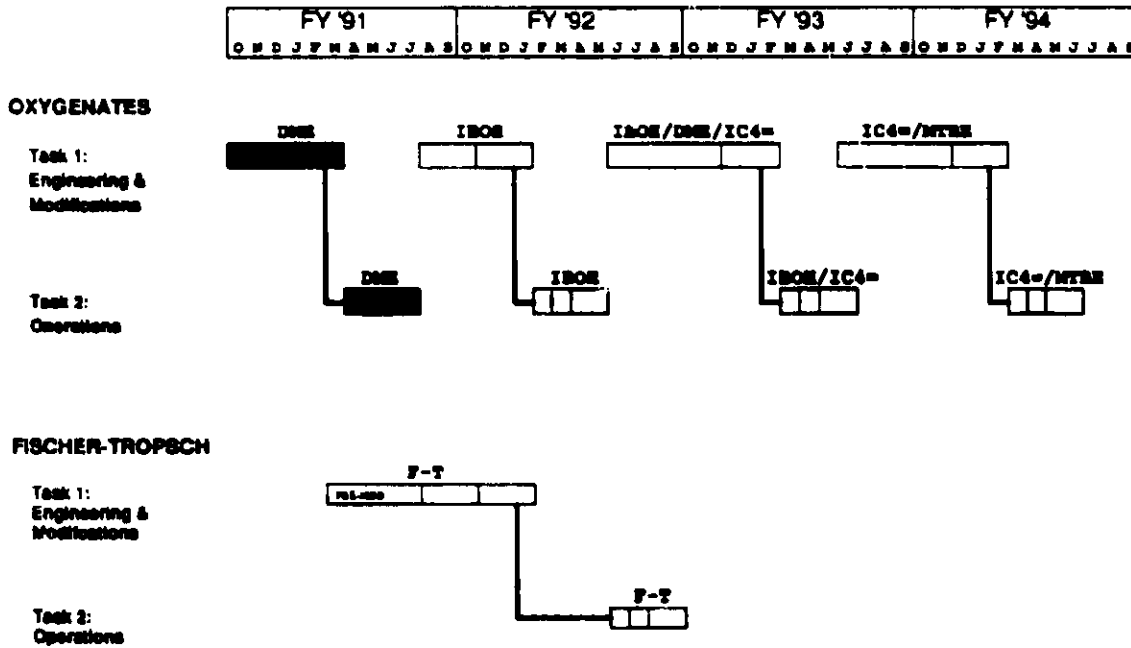 FY '91 FY '92 FY '93 FY '94
O N D J F M A M J J A S O N D J F M A M J J A S O N D J F M A M J J A S O N D J F M A M J J A S
OXYGENATES
DME IBOH IBOH/DME/IC4= IC4=/MTBE
Task 1:
Engineering &
Modifications
DME IBOH IBOH/IC4= IC4=/MTBE
Task 2:
Operations
FISCHER-TROPSCH
F-T
Task 1:
Engineering &
Modifications
F-T
Task 2:
Operations